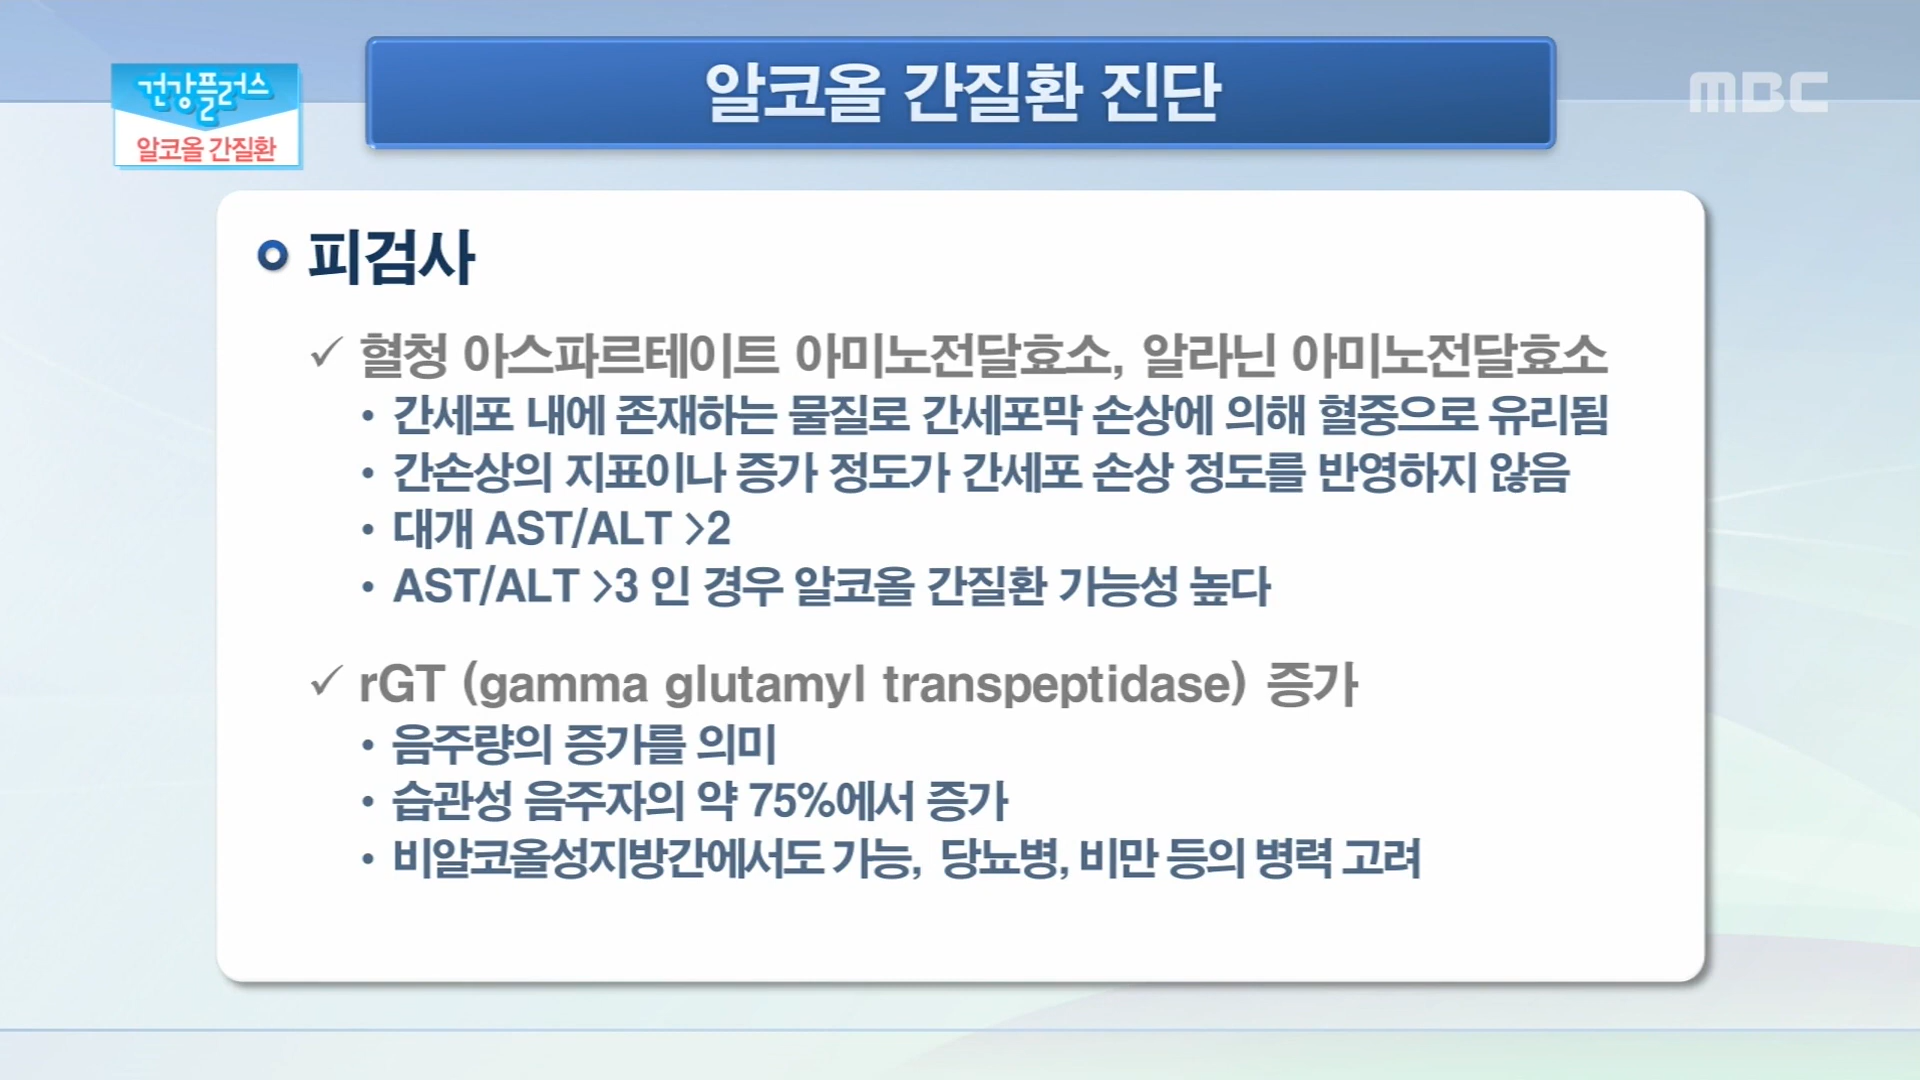 건강플러스
알코올 간질환
알코올 간질환 진단
MBC
피검사
✓ 혈청 아스파르테이트 아미노전달효소, 알라닌 아미노전달효소
• 간세포 내에 존재하는 물질로 간세포막 손상에 의해 혈중으로 유리됨
• 간손상의 지표이나 증가 정도가 간세포 손상 정도를 반영하지 않음
• 대개 AST/ALT >2
• AST/ALT >3 인 경우 알코올 간질환 가능성 높다
✓ rGT (gamma glutamyl transpeptidase) 증가
• 음주량의 증가를 의미
• 습관성 음주자의 약 75%에서 증가
• 비알코올성지방간에서도 가능, 당뇨병, 비만 등의 병력 고려